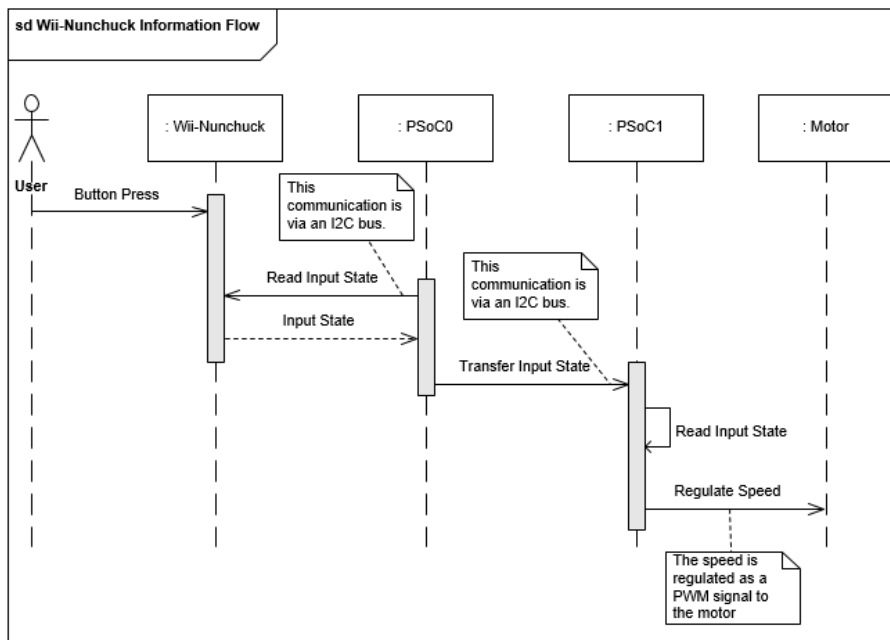 sd Wii-Nunchuck Information Flow
: Wii-Nunchuck
: PSoC0
: PSoC1
: Motor
User
Button Press
This
communication is
via an I2C bus.
Read Input State
This
communication is
via an I2C bus.
Input State
Transfer Input State
Read Input State
Regulate Speed
The speed is
regulated as a
PWM signal to
the motor